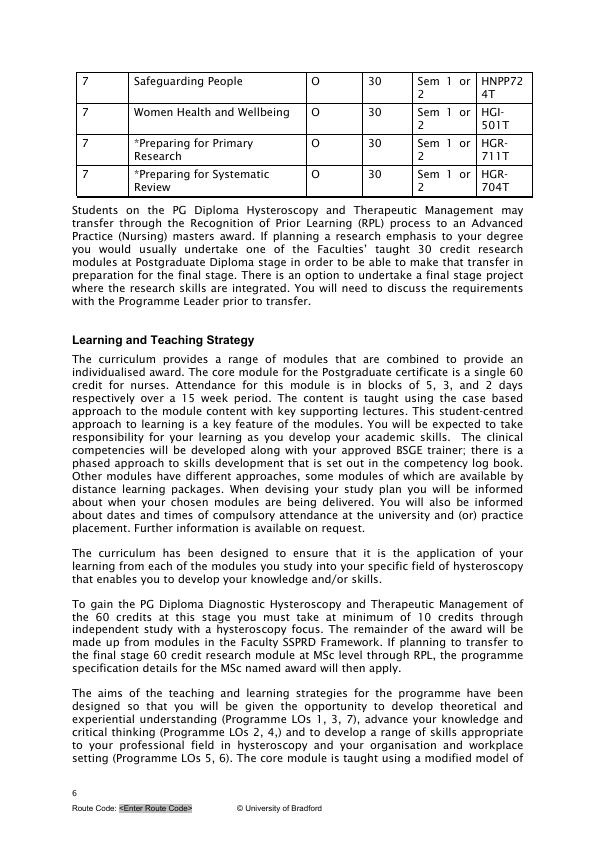 7 Safeguarding People O 30 Sem 1 or HNPP72
2 4T
7 Women Health and Wellbeing O 30 Sem 1 or HGI-
2 501T
7 *Preparing for Primary O 30 Sem 1 or HGR-
Research 2 711T
7 *Preparing for Systematic O 30 Sem 1 or HGR-
Review 2 704T
Students on the PG Diploma Hysteroscopy and Therapeutic Management may
transfer through the Recognition of Prior Learning (RPL) process to an Advanced
Practice (Nursing) masters award. If planning a research emphasis to your degree
you would usually undertake one of the Faculties' taught 30 credit research
modules at Postgraduate Diploma stage in order to be able to make that transfer in
preparation for the final stage. There is an option to undertake a final stage project
where the research skills are integrated. You will need to discuss the requirements
with the Programme Leader prior to transfer.
Learning and Teaching Strategy
The curriculum provides a range of modules that are combined to provide an
individualised award. The core module for the Postgraduate certificate is a single 60
credit for nurses. Attendance for this module is in blocks of 5, 3, and 2 days
respectively over a 15 week period. The content is taught using the case based
approach to the module content with key supporting lectures. This student-centred
approach to learning is a key feature of the modules. You will be expected to take
responsibility for your learning as you develop your academic skills. The clinical
competencies will be developed along with your approved BSGE trainer; there is a
phased approach to skills development that is set out in the competency log book.
Other modules have different approaches, some modules of which are available by
distance learning packages. When devising your study plan you will be informed
about when your chosen modules are being delivered. You will also be informed
about dates and times of compulsory attendance at the university and (or) practice
placement. Further information is available on request.
The curriculum has been designed to ensure that it is the application of your
learning from each of the modules you study into your specific field of hysteroscopy
that enables you to develop your knowledge and/or skills.
To gain the PG Diploma Diagnostic Hysteroscopy and Therapeutic Management of
the 60 credits at this stage you must take at minimum of 10 credits through
independent study with a hysteroscopy focus. The remainder of the award will be
made up from modules in the Faculty SSPRD Framework. If planning to transfer to
the final stage 60 credit research module at MSc level through RPL, the programme
specification details for the MSc named award will then apply.
The aims of the teaching and learning strategies for the programme have been
designed so that you will be given the opportunity to develop theoretical and
experiential understanding (Programme LOs 1, 3, 7), advance your knowledge and
critical thinking (Programme LOs 2, 4,) and to develop a range of skills appropriate
to your professional field in hysteroscopy and your organisation and workplace
setting (Programme LOs 5, 6). The core module is taught using a modified model of
6
Route Code: <Enter Route Code> © University of Bradford